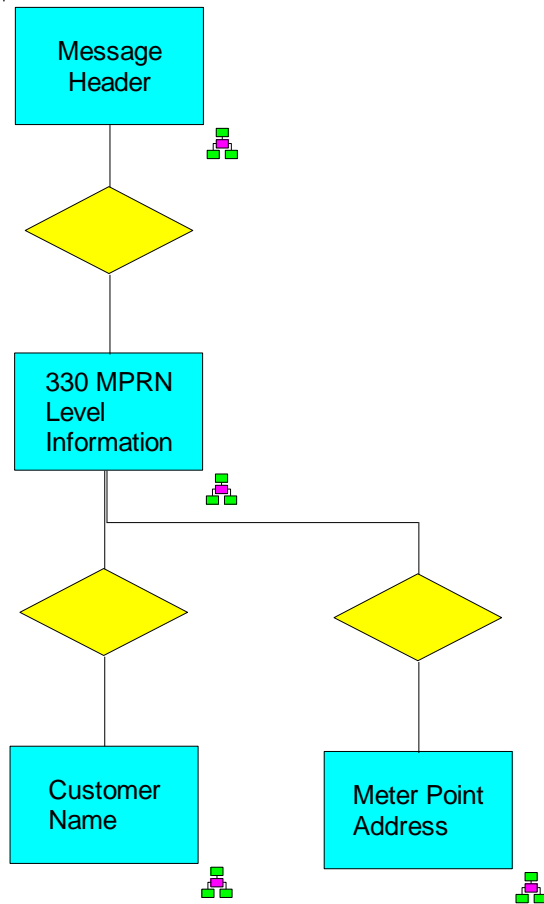 Message
Header
330 MPRN
Level
Information
Customer
Name
Meter Point
Address